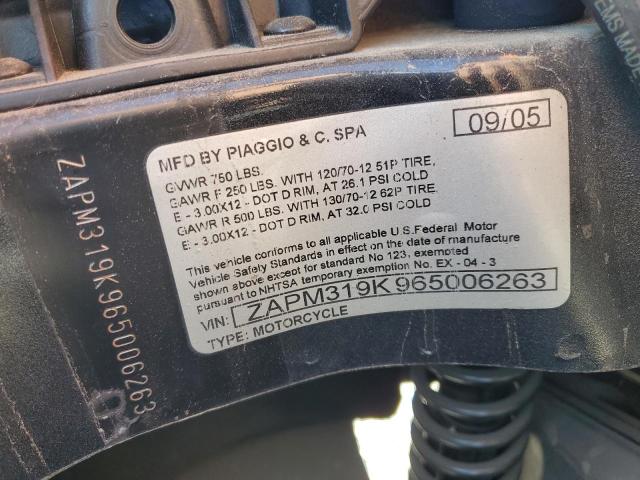 EMS MADE
ZAPM319K965006263
MFD BY PIAGGIO & C. SPA
09/05
GVWR 750 LBS.
GAWR F 250 LBS. WITH 120/70-12 51P TIRE,
E - 3.00X12 - DOT D RIM, AT 26.1 PSI COLD
GAWR R 500 LBS. WITH 130/70-12 62P TIRE,
E - 3.00X12 - DOT D RIM, AT 32.0 PSI COLD
This vehicle conforms to all applicable U.S.Federal Motor
Vehicle Safety Standards in effect on the date of manufacture
shown above except for standard No 123, exempted
pursuant to NHTSA temporary exemption No. EX - 04 - 3
VIN: ZAPM319K965006263
TYPE: MOTORCYCLE